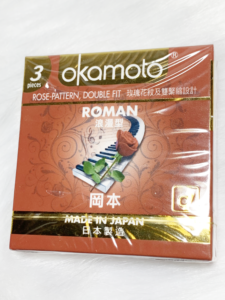 3
pieces
okamoto®
ROSE-PATTERN, DOUBLE FIT 玫瑰花紋及雙緊縮設計
ROMAN
浪漫型
岡本
MADE IN JAPAN
日本製造